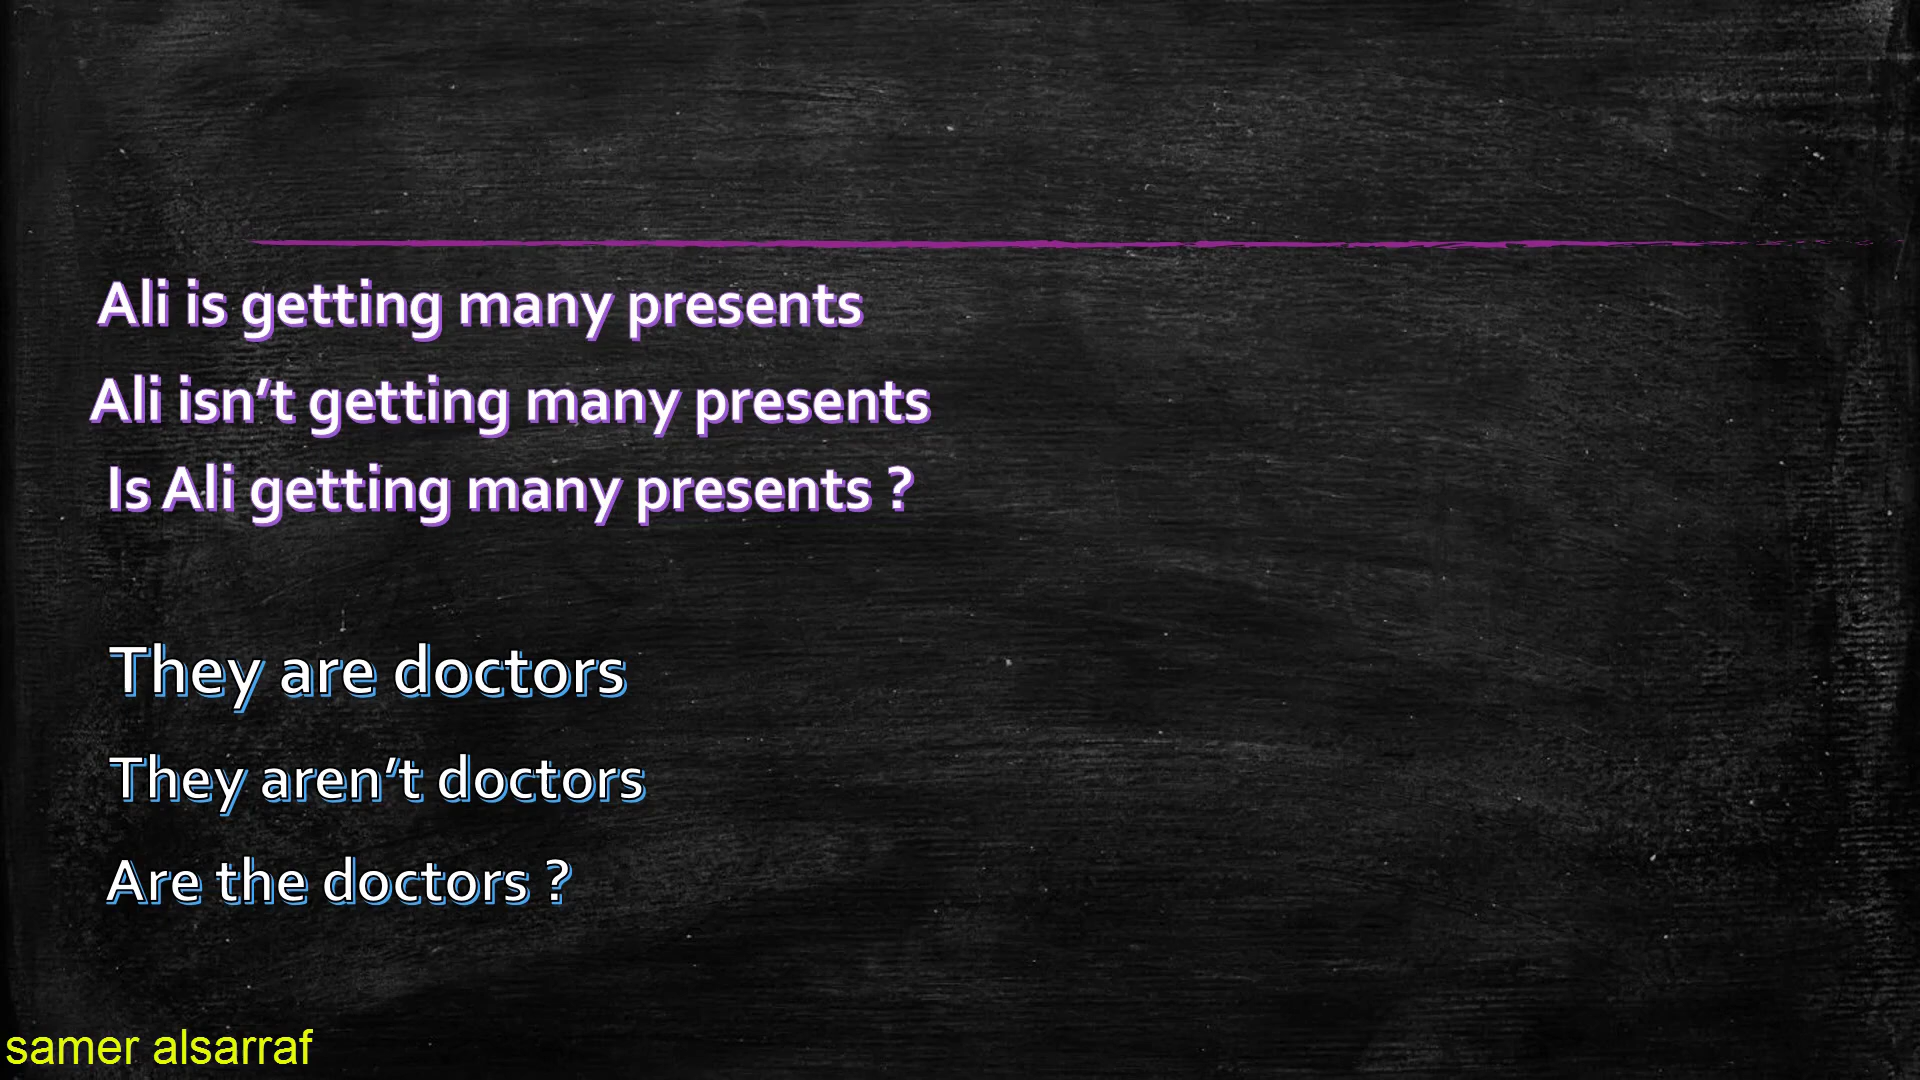 Ali is getting many presents
Ali isn’t getting many presents
Is Ali getting many presents ?
They are doctors
They aren’t doctors
Are the doctors ?
samer alsarraf